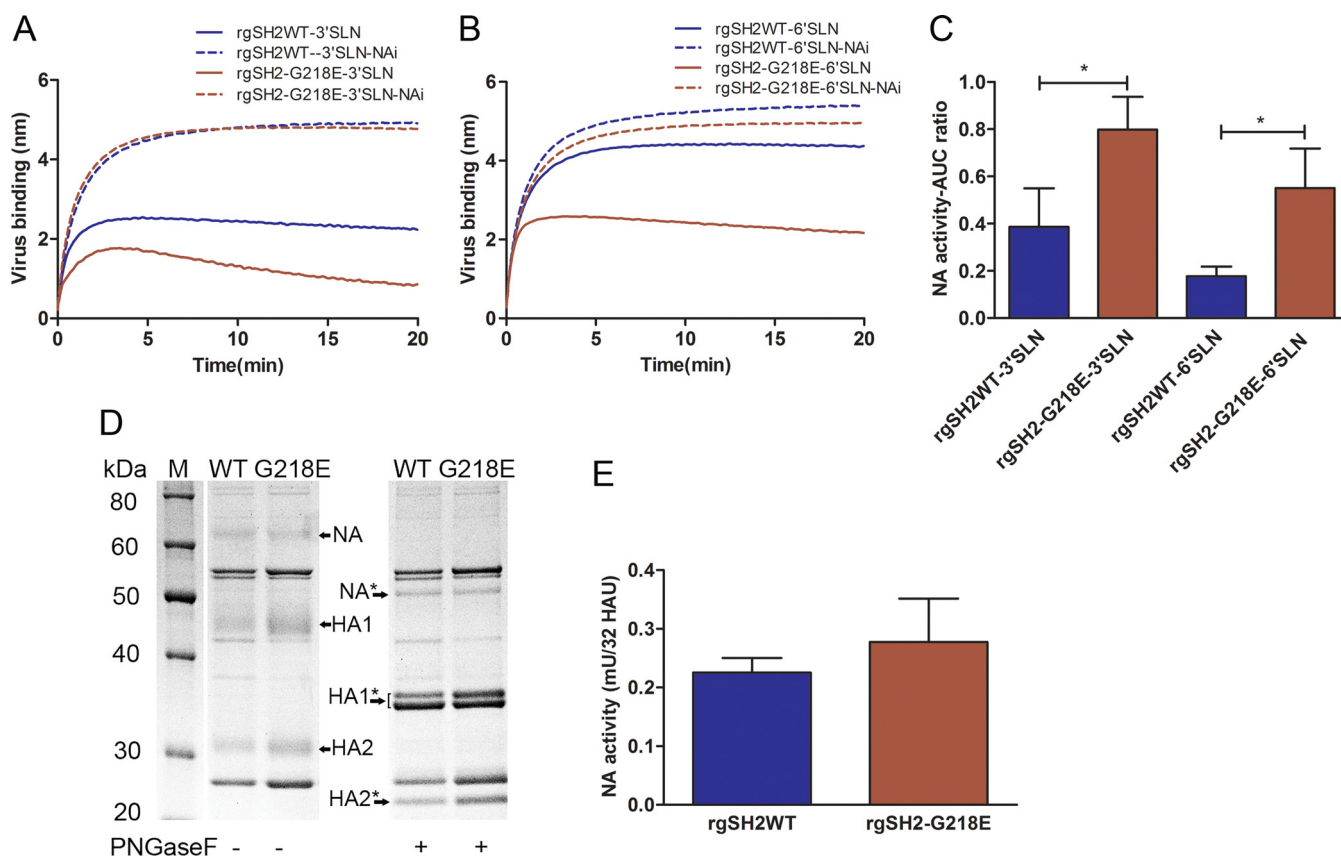 A
rgSH2WT-3'SLN
rgSH2WT--3'SLN-NAi
rgSH2-G218E-3'SLN
rgSH2-G218E-3'SLN-NAi
Virus binding (nm)
6
4
2
0
0 5 10 15 20
Time(min)
B
rgSH2WT-6'SLN
rgSH2WT-6'SLN-NAi
rgSH2-G218E-6'SLN
rgSH2-G218E-6'SLN-NAi
Virus binding (nm)
6
4
2
0
0 5 10 15 20
Time(min)
C
NA activity-AUC ratio
1.0
0.8
0.6
0.4
0.2
0.0
*
*
rgSH2WT-3'SLN
rgSH2-G218E-3'SLN
rgSH2WT-6'SLN
rgSH2-G218E-6'SLN
D
kDa M WT G218E WT G218E
80
60
50
40
30
20
NA
HA1
HA2
NA*
HA1*
HA2*
PNGaseF - - + +
E
NA activity (mU/32 HAU)
0.4
0.3
0.2
0.1
0.0
rgSH2WT rgSH2-G218E